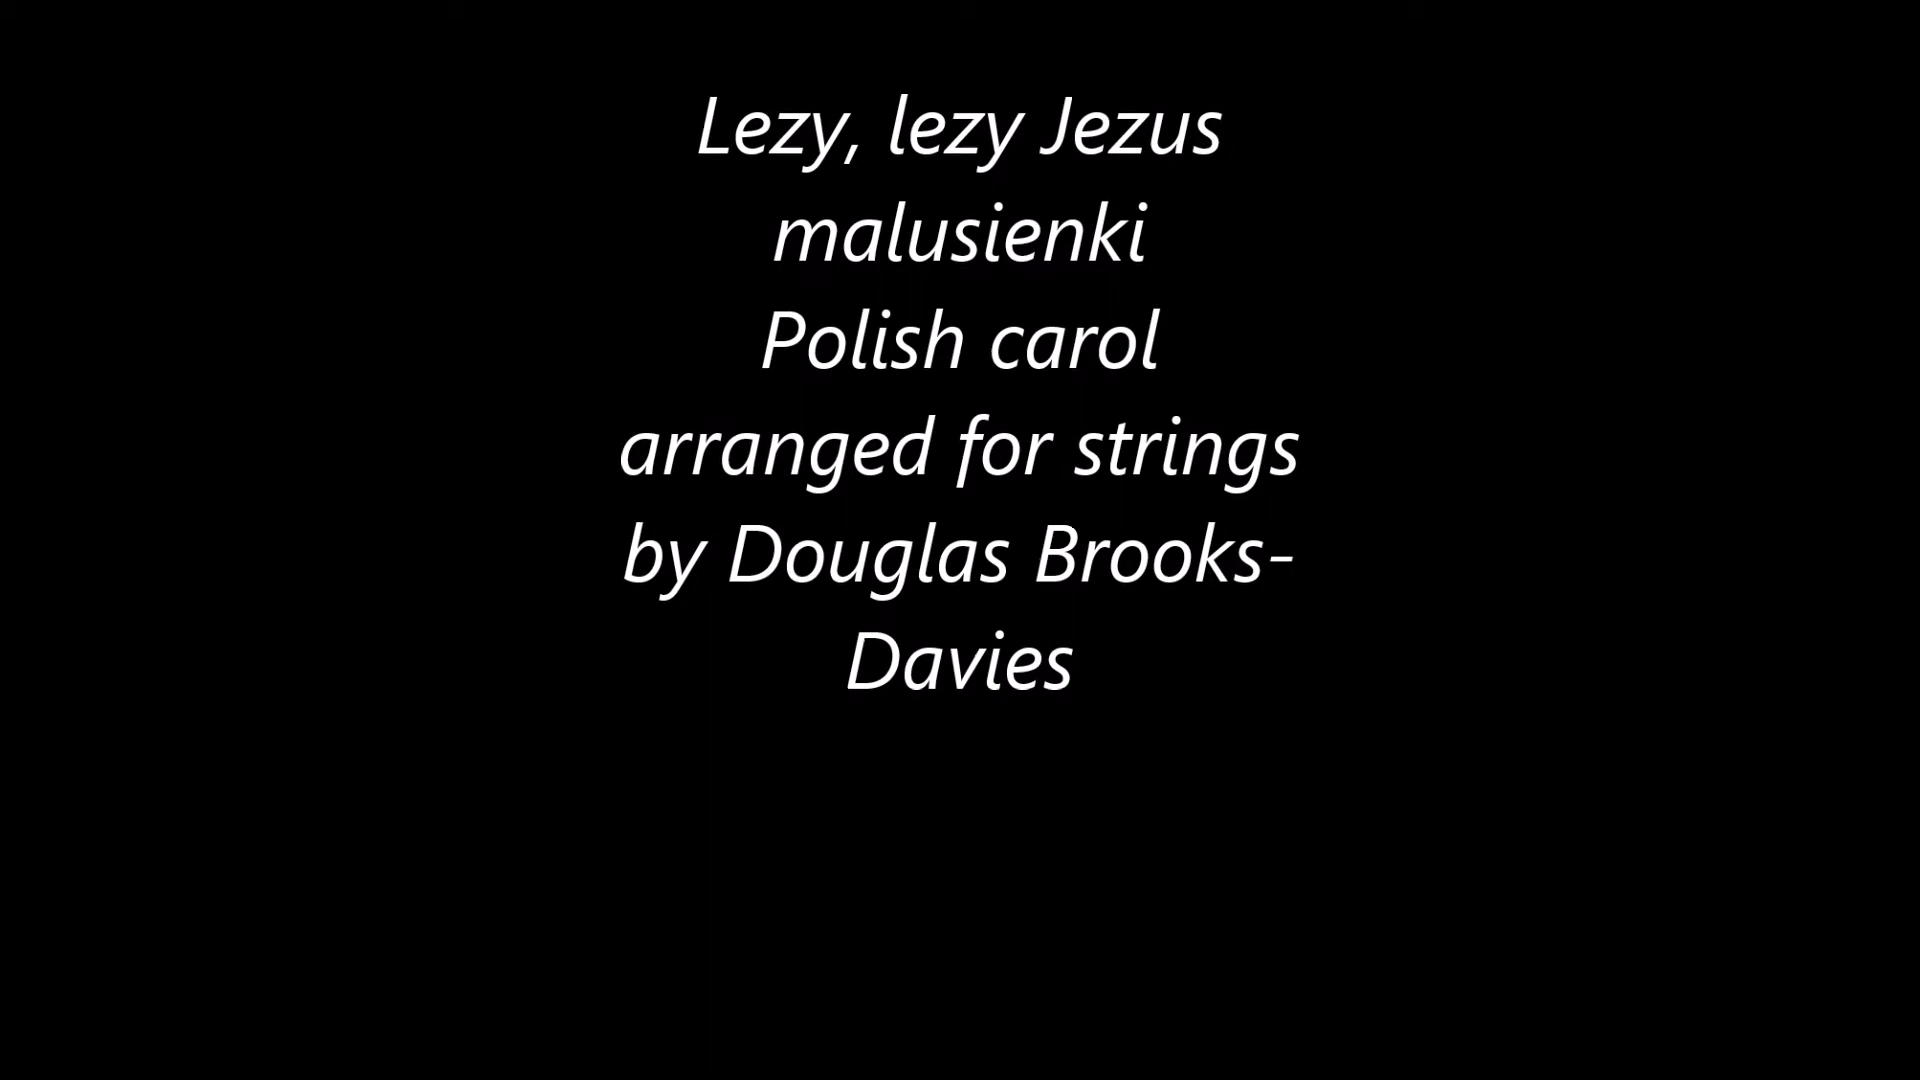 Lezy, lezy Jezus
malusienki
Polish carol
arranged for strings
by Douglas Brooks-
Davies